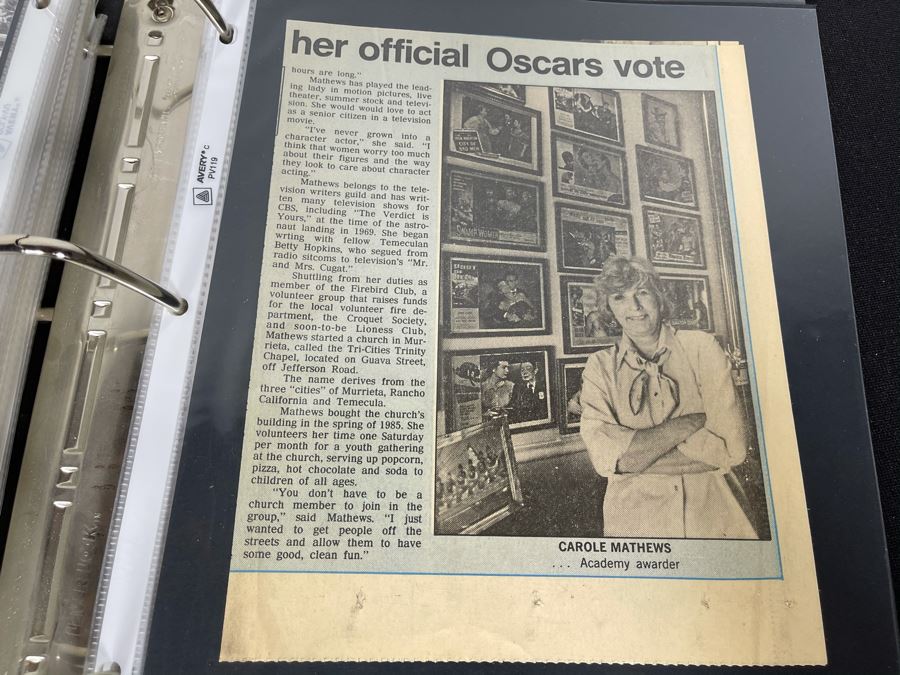 her official Oscars vote
hours are long."
Mathews has played the lead-
ing lady in motion pictures, live
theater, summer stock and televi-
sion. She would would love to act
as a senior citizen in a television
movie.
"I've never grown into a
character actor," she said. "I
think that women worry too much
about their figures and the way
they look to care about character
acting."
Mathews belongs to the tele-
vision writers guild and has writ-
ten many television shows for
CBS, including "The Verdict is
Yours," at the time of the astro-
naut landing in 1969. She began
wrting with fellow Temeculan
Betty Hopkins, who segued from
radio sitcoms to television's "Mr.
and Mrs. Cugat."
Shuttling from her duties as
member of the Firebird Club, a
volunteer group that raises funds
for the local volunteer fire de-
partment, the Croquet Society,
and soon-to-be Lioness Club,
Mathews started a church in Mur-
rieta, called the Tri-Cities Trinity
Chapel, located on Guava Street,
off Jefferson Road.
The name derives from the
three "cities" of Murrieta, Rancho
California and Temecula.
Mathews bought the church's
building in the spring of 1985. She
volunteers her time one Saturday
per month for a youth gathering
at the church, serving up popcorn,
pizza, hot chocolate and soda to
children of all ages.
"You don't have to be a
church member to join in the
group," said Mathews. "I just
wanted to get people off the
streets and allow them to have
some good, clean fun."
SWAMP WOMEN
CITY OF
BAD MEN
CAROLE MATHEWS
... Academy awarder
AVERY® C
PV119